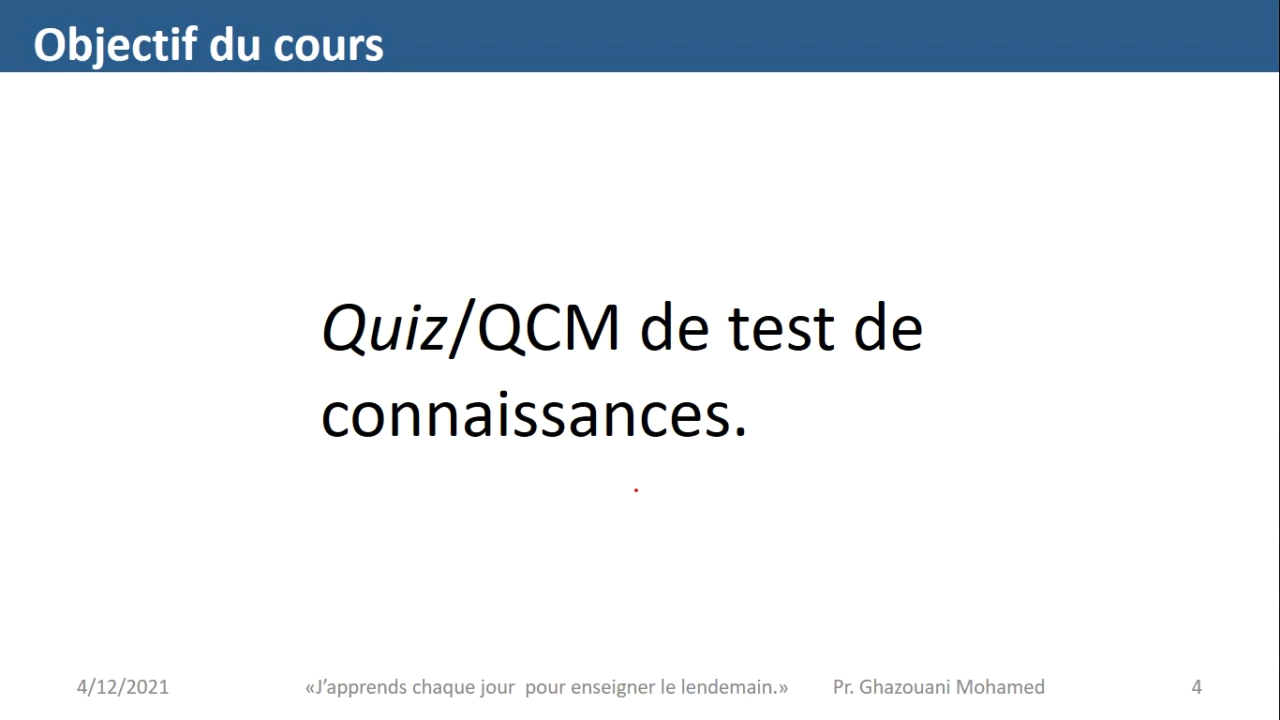 Objectif du cours
Quiz/QCM de test de
connaissances.
4/12/2021 «J’apprends chaque jour  pour enseigner le lendemain.» Pr. Ghazouani Mohamed 4